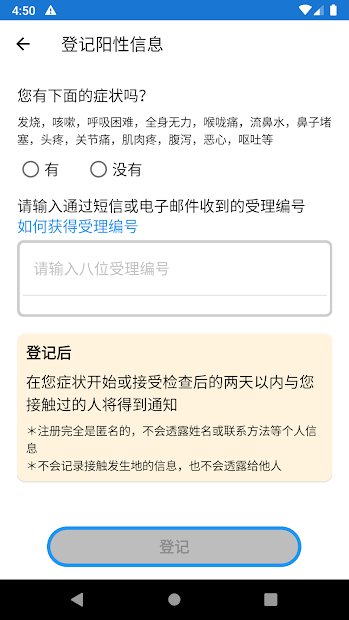 4:50
登记阳性信息
您有下面的症状吗？
发烧，咳嗽，呼吸困难，全身无力，喉咙痛，流鼻水，鼻子堵
塞，头疼，关节痛，肌肉疼，腹泻，恶心，呕吐等
有
没有
请输入通过短信或电子邮件收到的受理编号
如何获得受理编号
请输入八位受理编号
登记后
在您症状开始或接受检查后的两天以内与您
接触过的人将得到通知
＊注册完全是匿名的，不会透露姓名或联系方法等个人信
息
＊不会记录接触发生地的信息，也不会透露给他人
登记